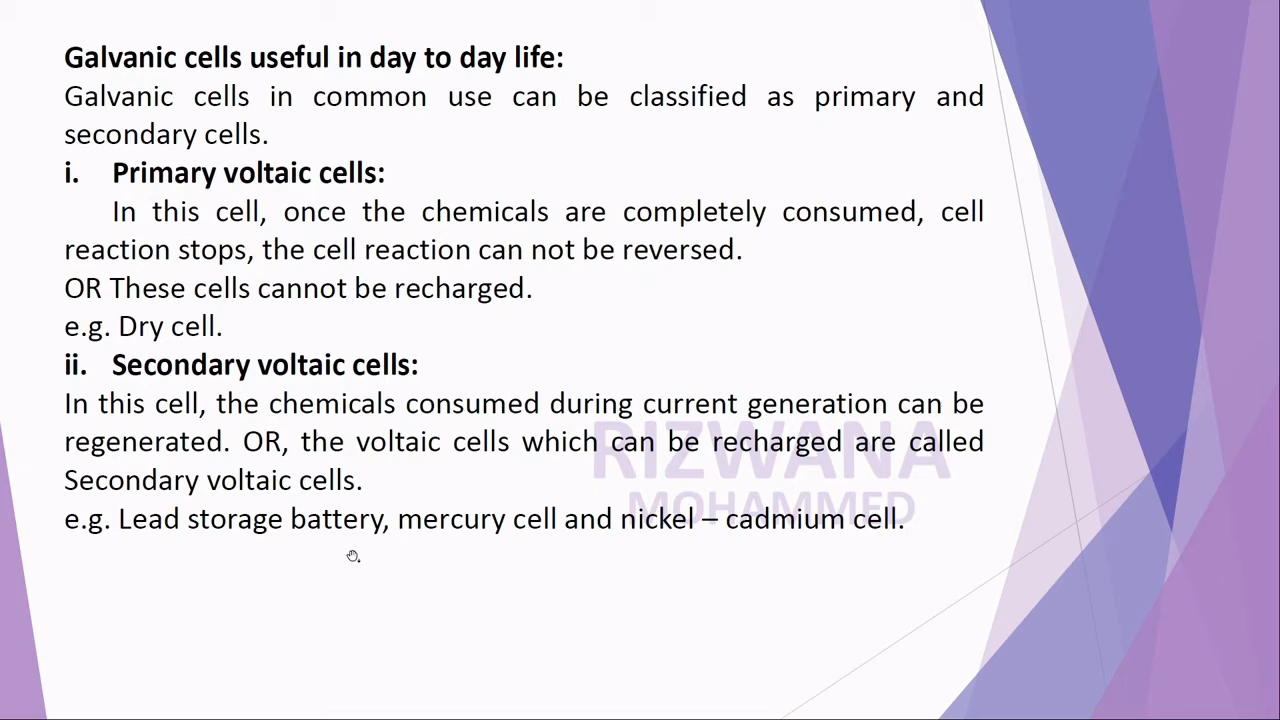 Galvanic cells useful in day to day life:
Galvanic cells in common use can be classified as primary and
secondary cells.
i. Primary voltaic cells:
In this cell, once the chemicals are completely consumed, cell
reaction stops, the cell reaction can not be reversed.
OR These cells cannot be recharged.
e.g. Dry cell.
ii. Secondary voltaic cells:
In this cell, the chemicals consumed during current generation can be
regenerated. OR, the voltaic cells which can be recharged are called
Secondary voltaic cells.
e.g. Lead storage battery, mercury cell and nickel – cadmium cell.
RIZWANA
MOHAMMED